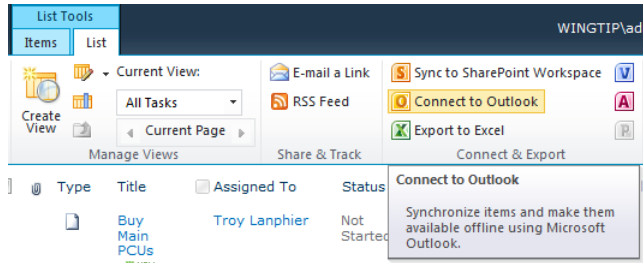 List Tools
WINGTIP\ad
Items List
Current View:
E-mail a Link
Sync to SharePoint Workspace
All Tasks
RSS Feed
Connect to Outlook
Create
View
Current Page
Export to Excel
Manage Views
Share & Track
Connect & Export
Type Title Assigned To Status
Connect to Outlook
Synchronize items and make them
available offline using Microsoft
Outlook.
Buy
Main
PCUs
Troy Lanphier
Not
Started